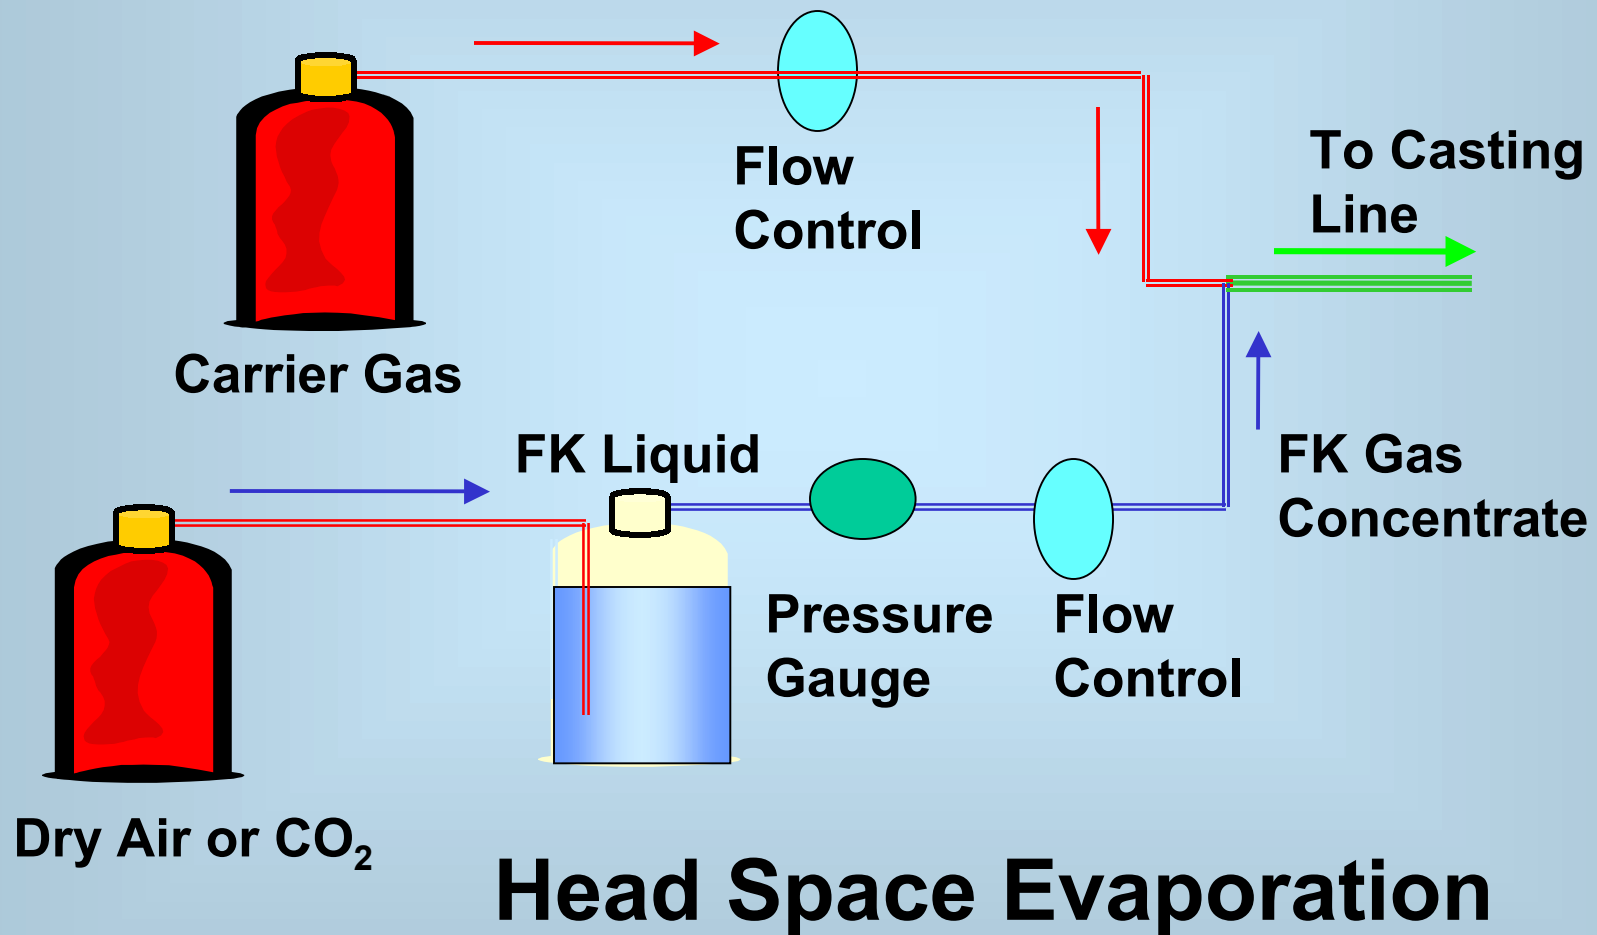 Flow
Control
To Casting
Line
Carrier Gas
FK Liquid
FK Gas
Concentrate
Pressure
Gauge
Flow
Control
Dry Air or CO₂
Head Space Evaporation